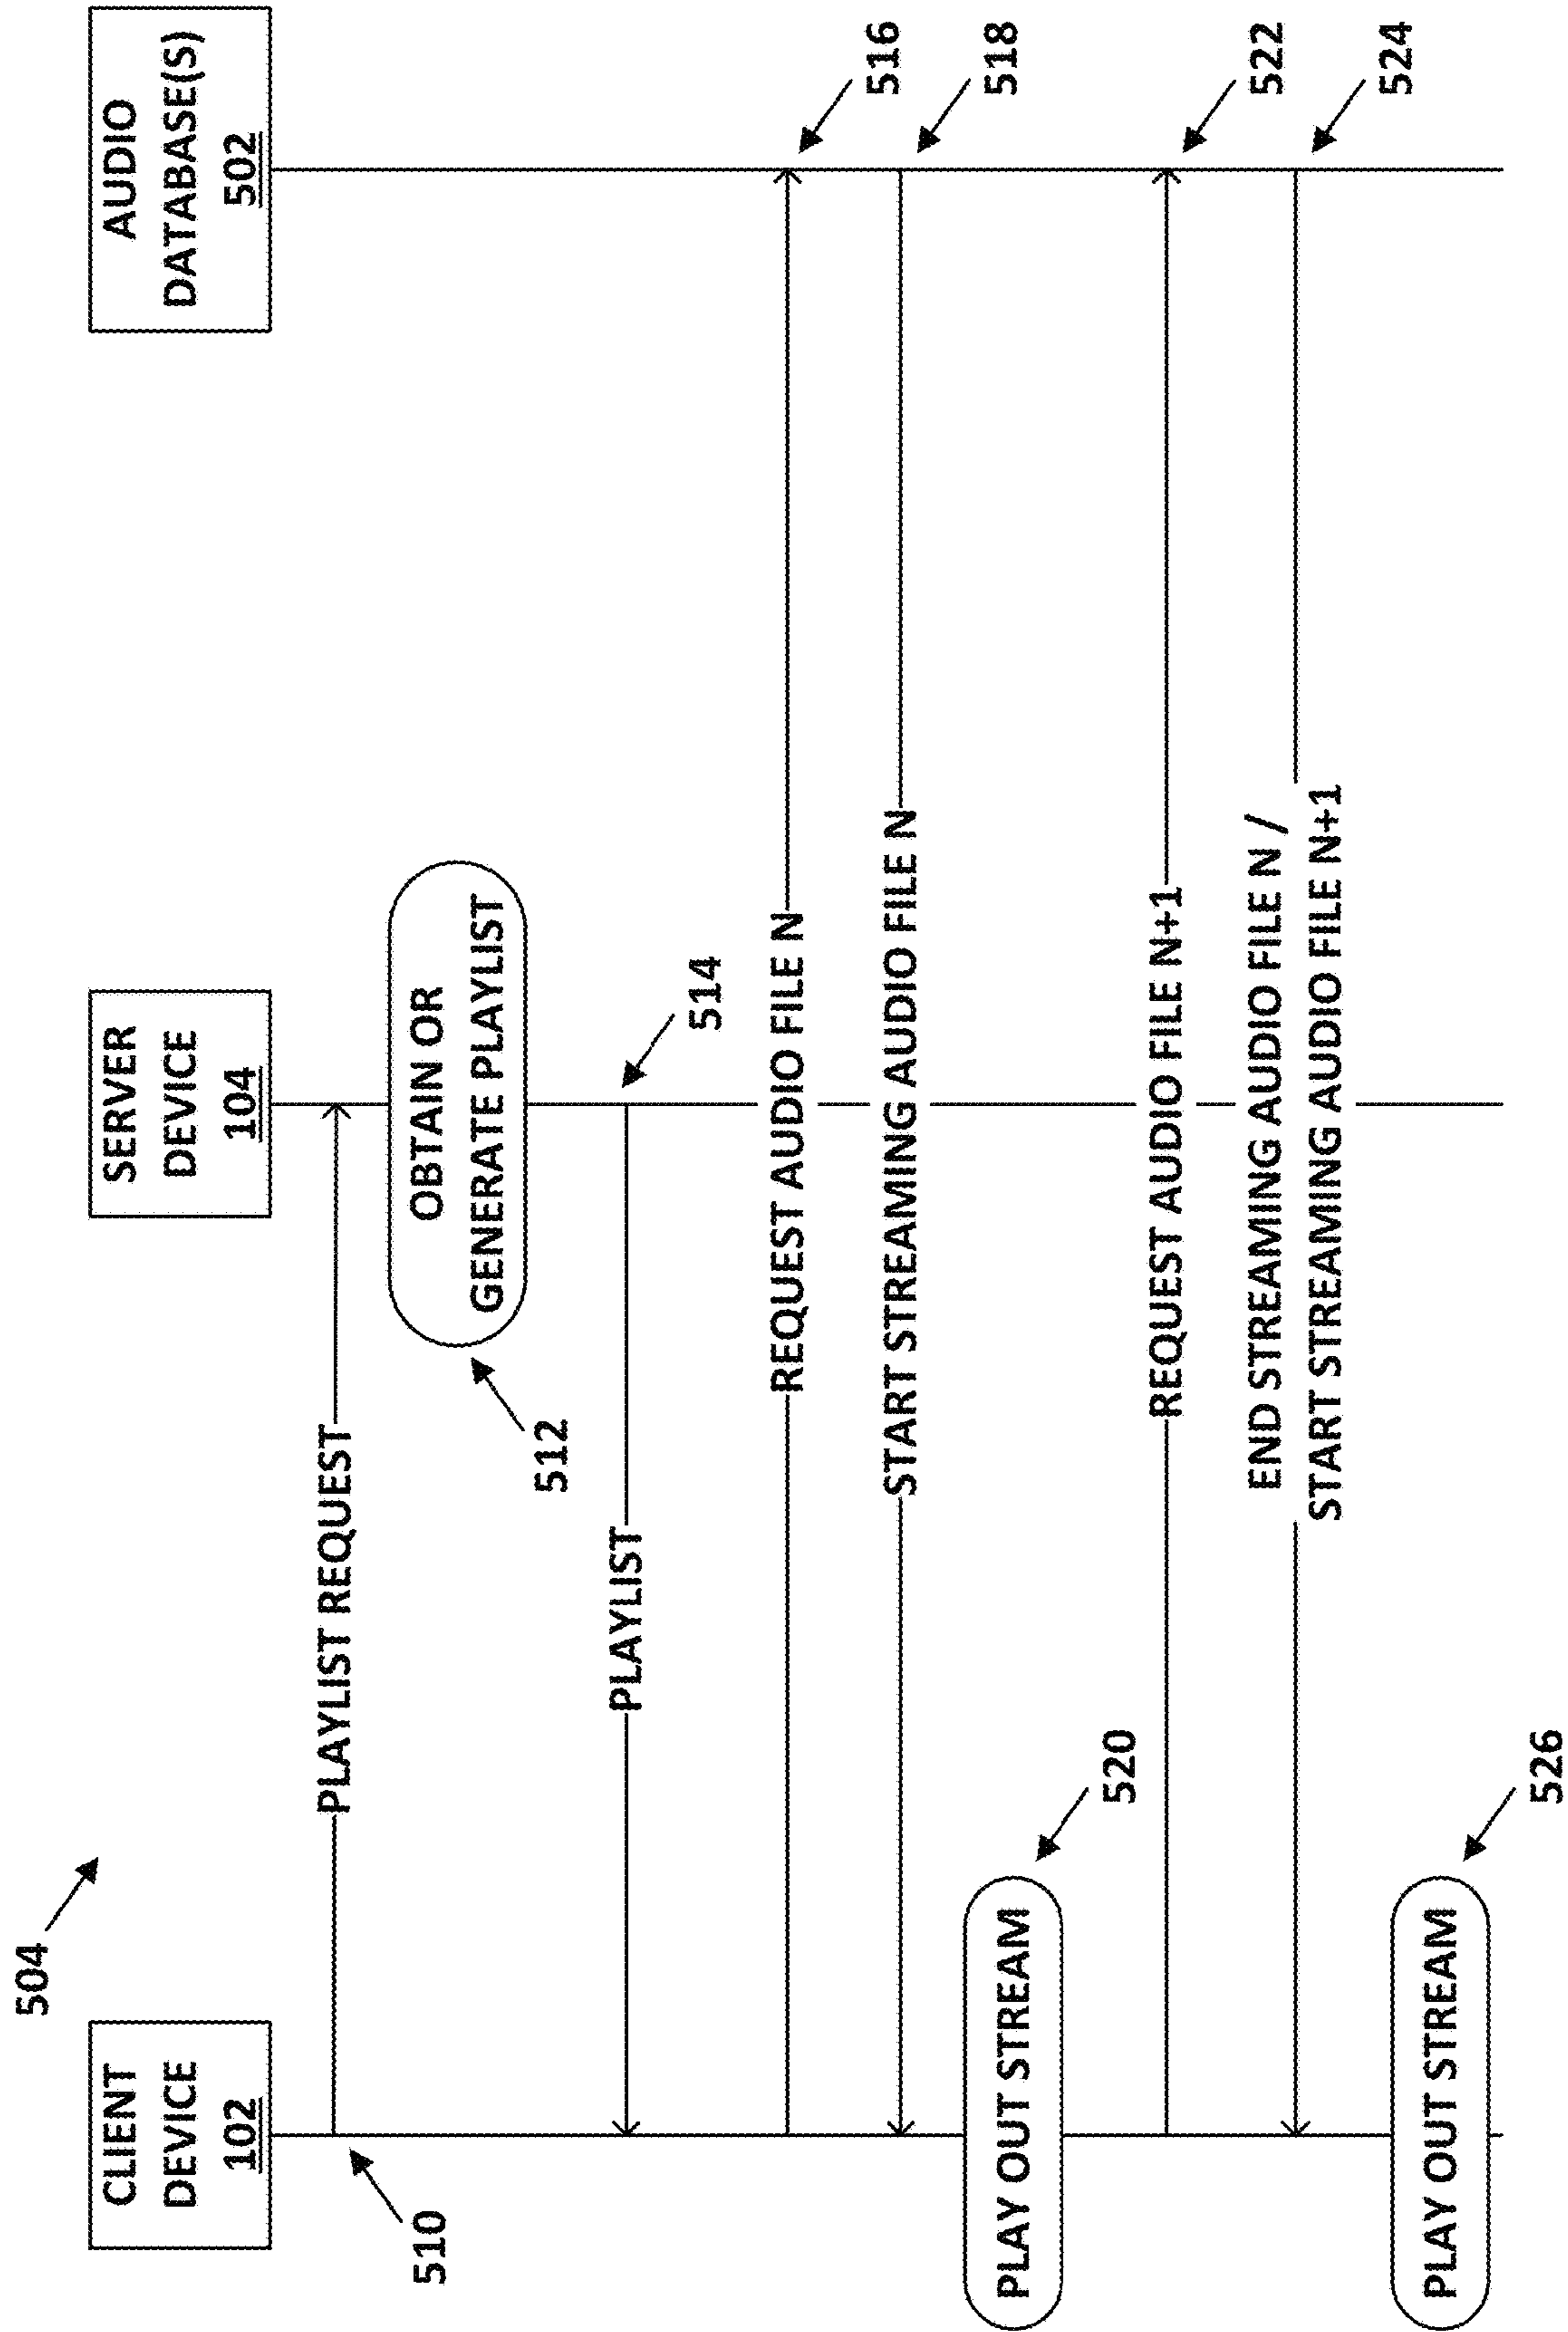 504
CLIENT
DEVICE
102
SERVER
DEVICE
104
AUDIO
DATABASE(S)
502
510
PLAYLIST REQUEST
512
OBTAIN OR
GENERATE PLAYLIST
PLAYLIST
514
REQUEST AUDIO FILE N
516
START STREAMING AUDIO FILE N
518
PLAY OUT STREAM
520
REQUEST AUDIO FILE N+1
522
END STREAMING AUDIO FILE N /
START STREAMING AUDIO FILE N+1
524
PLAY OUT STREAM
526